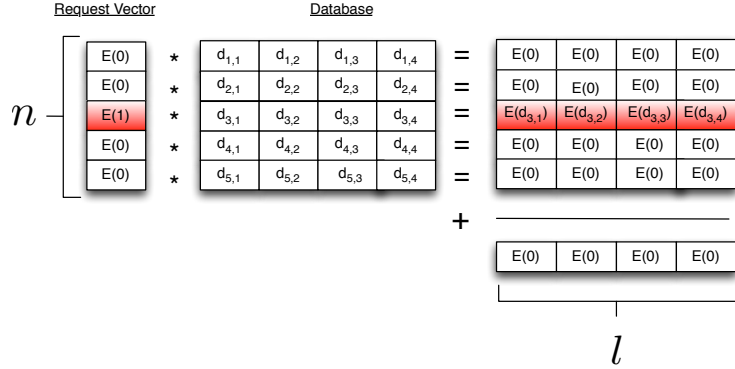 Request Vector Database
E(0) * d1,1 d1,2 d1,3 d1,4 = E(0) E(0) E(0) E(0)
E(0) * d2,1 d2,2 d2,3 d2,4 = E(0) E(0) E(0) E(0)
n E(1) * d3,1 d3,2 d3,3 d3,4 = E(d3,1) E(d3,2) E(d3,3) E(d3,4)
E(0) * d4,1 d4,2 d4,3 d4,4 = E(0) E(0) E(0) E(0)
E(0) * d5,1 d5,2 d5,3 d5,4 = E(0) E(0) E(0) E(0)
+
E(0) E(0) E(0) E(0)
l